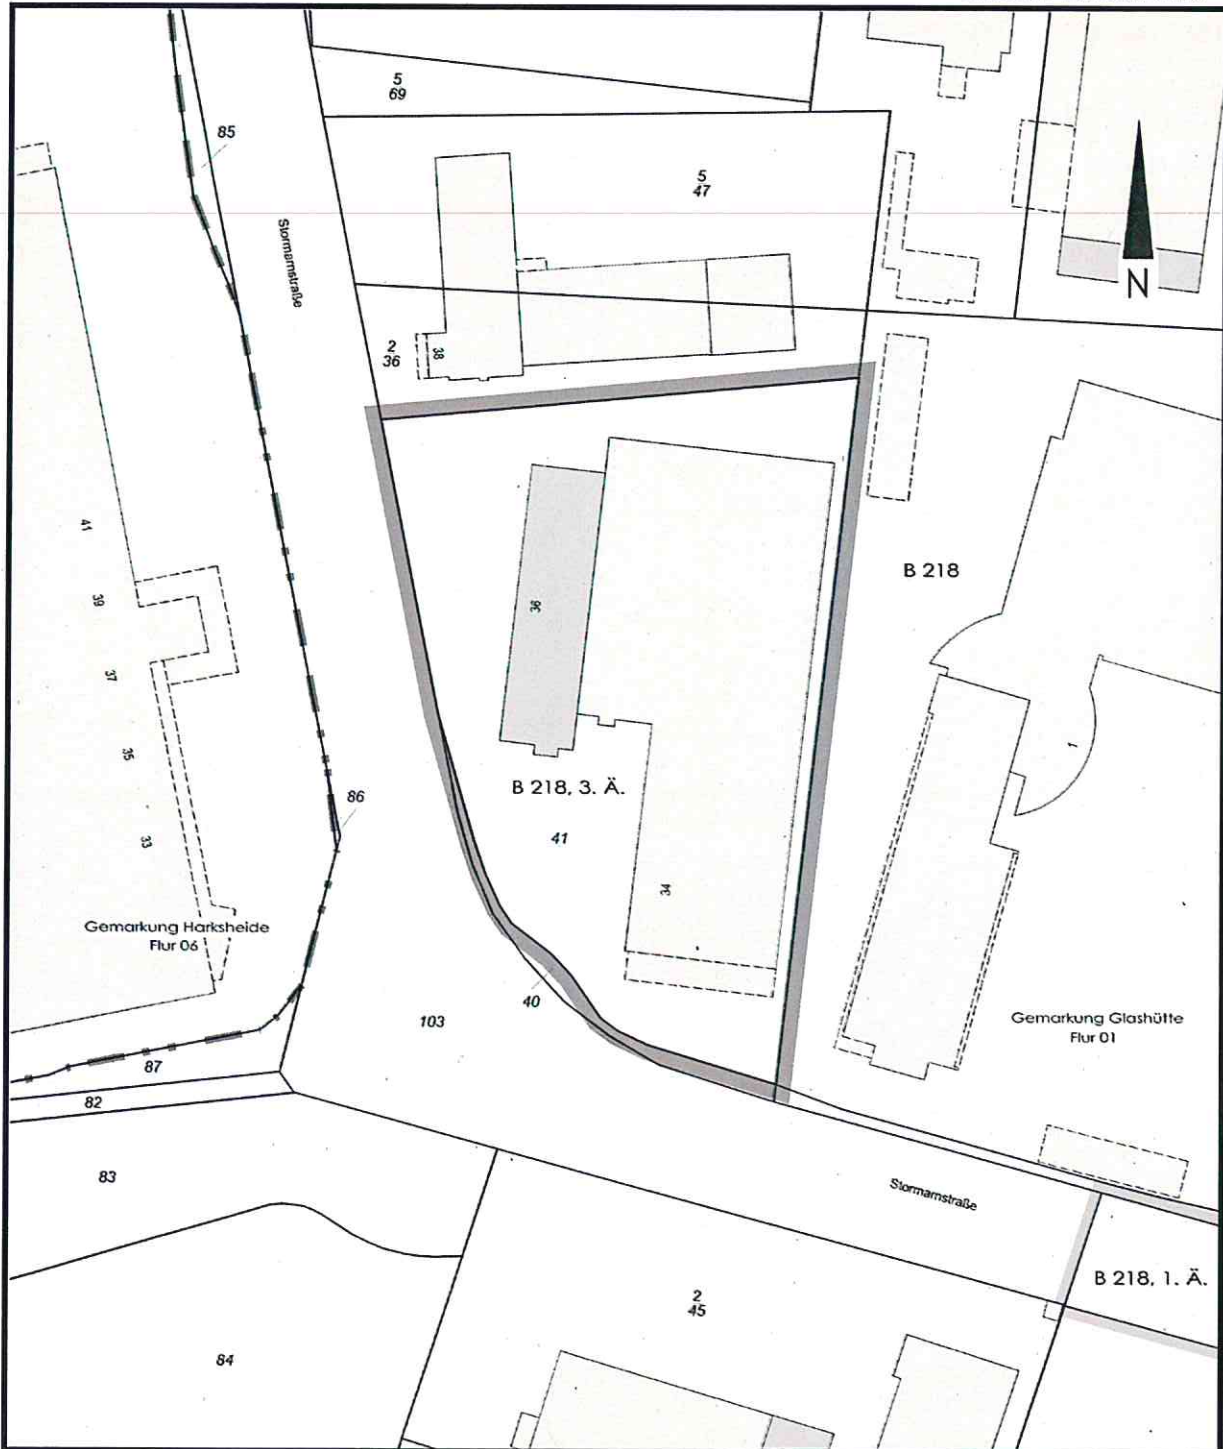 5
69
85
5
47
Stormarnstraße
N
2
36
38
41
B 218
39
36
37
35
B 218, 3. Ä.
1
86
41
33
34
Gemarkung Harksheide
Flur 06
40
103
Gemarkung Glashütte
Flur 01
87
82
83
Stormarnstraße
B 218, 1. Ä.
2
45
84